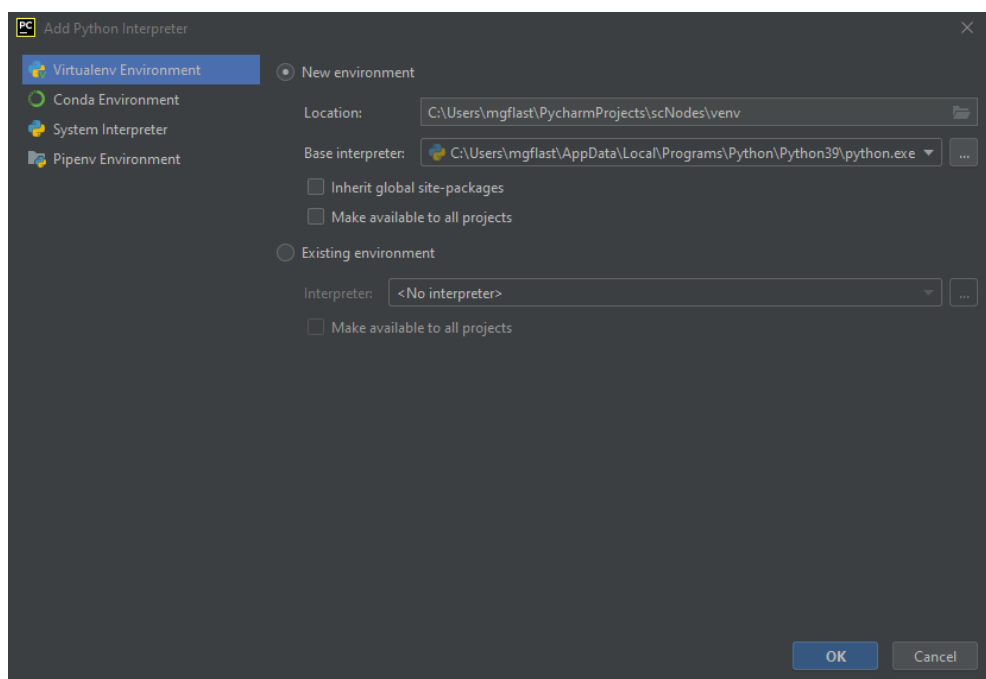 PC Add Python Interpreter
Virtualenv Environment
Conda Environment
System Interpreter
Pipenv Environment
New environment
Location: C:\Users\mgflast\PycharmProjects\scNodes\venv
Base interpreter: C:\Users\mgflast\AppData\Local\Programs\Python\Python39\python.exe ...
Inherit global site-packages
Make available to all projects
Existing environment
Interpreter: <No interpreter> ...
Make available to all projects
OK Cancel